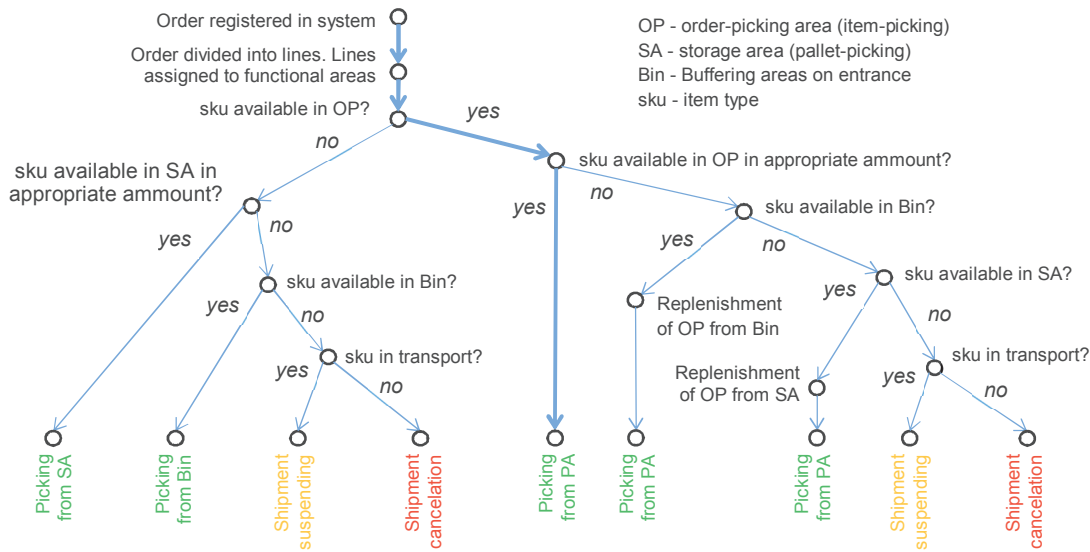 Order registered in system
Order divided into lines. Lines
assigned to functional areas
sku available in OP?
OP - order-picking area (item-picking)
SA - storage area (pallet-picking)
Bin - Buffering areas on entrance
sku - item type
yes
no
sku available in OP in appropriate ammount?
sku available in SA in
appropriate ammount?
yes
no
yes
no
sku available in Bin?
yes
no
sku available in Bin?
yes
no
sku available in SA?
yes
no
Replenishment
of OP from Bin
sku in transport?
yes
no
Replenishment
of OP from SA
sku in transport?
yes
no
Picking
from SA
Picking
from Bin
Shipment
suspending
Shipment
cancelation
Picking
from PA
Picking
from PA
Picking
from PA
Shipment
suspending
Shipment
cancelation